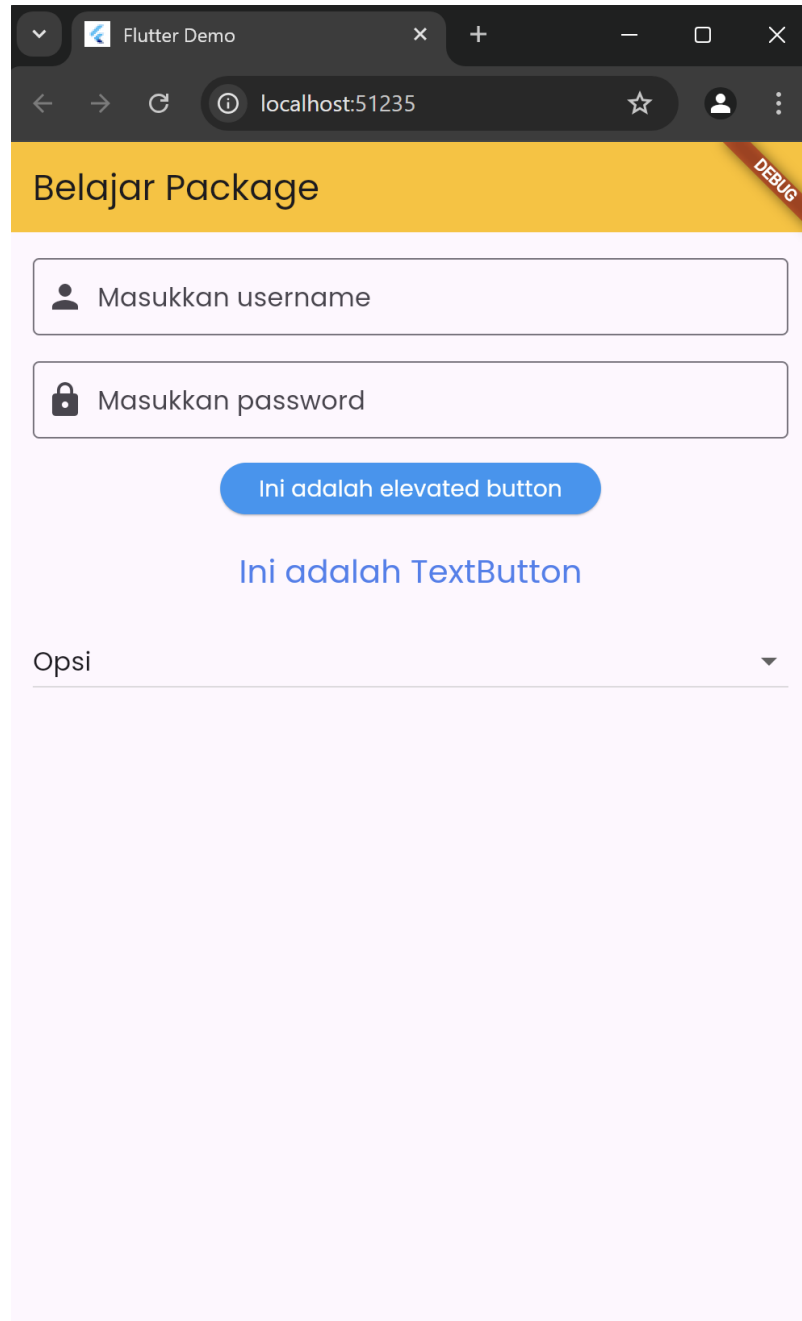 Flutter Demo
localhost:51235
Belajar Package
DEBUG
Masukkan username
Masukkan password
Ini adalah elevated button
Ini adalah TextButton
Opsi